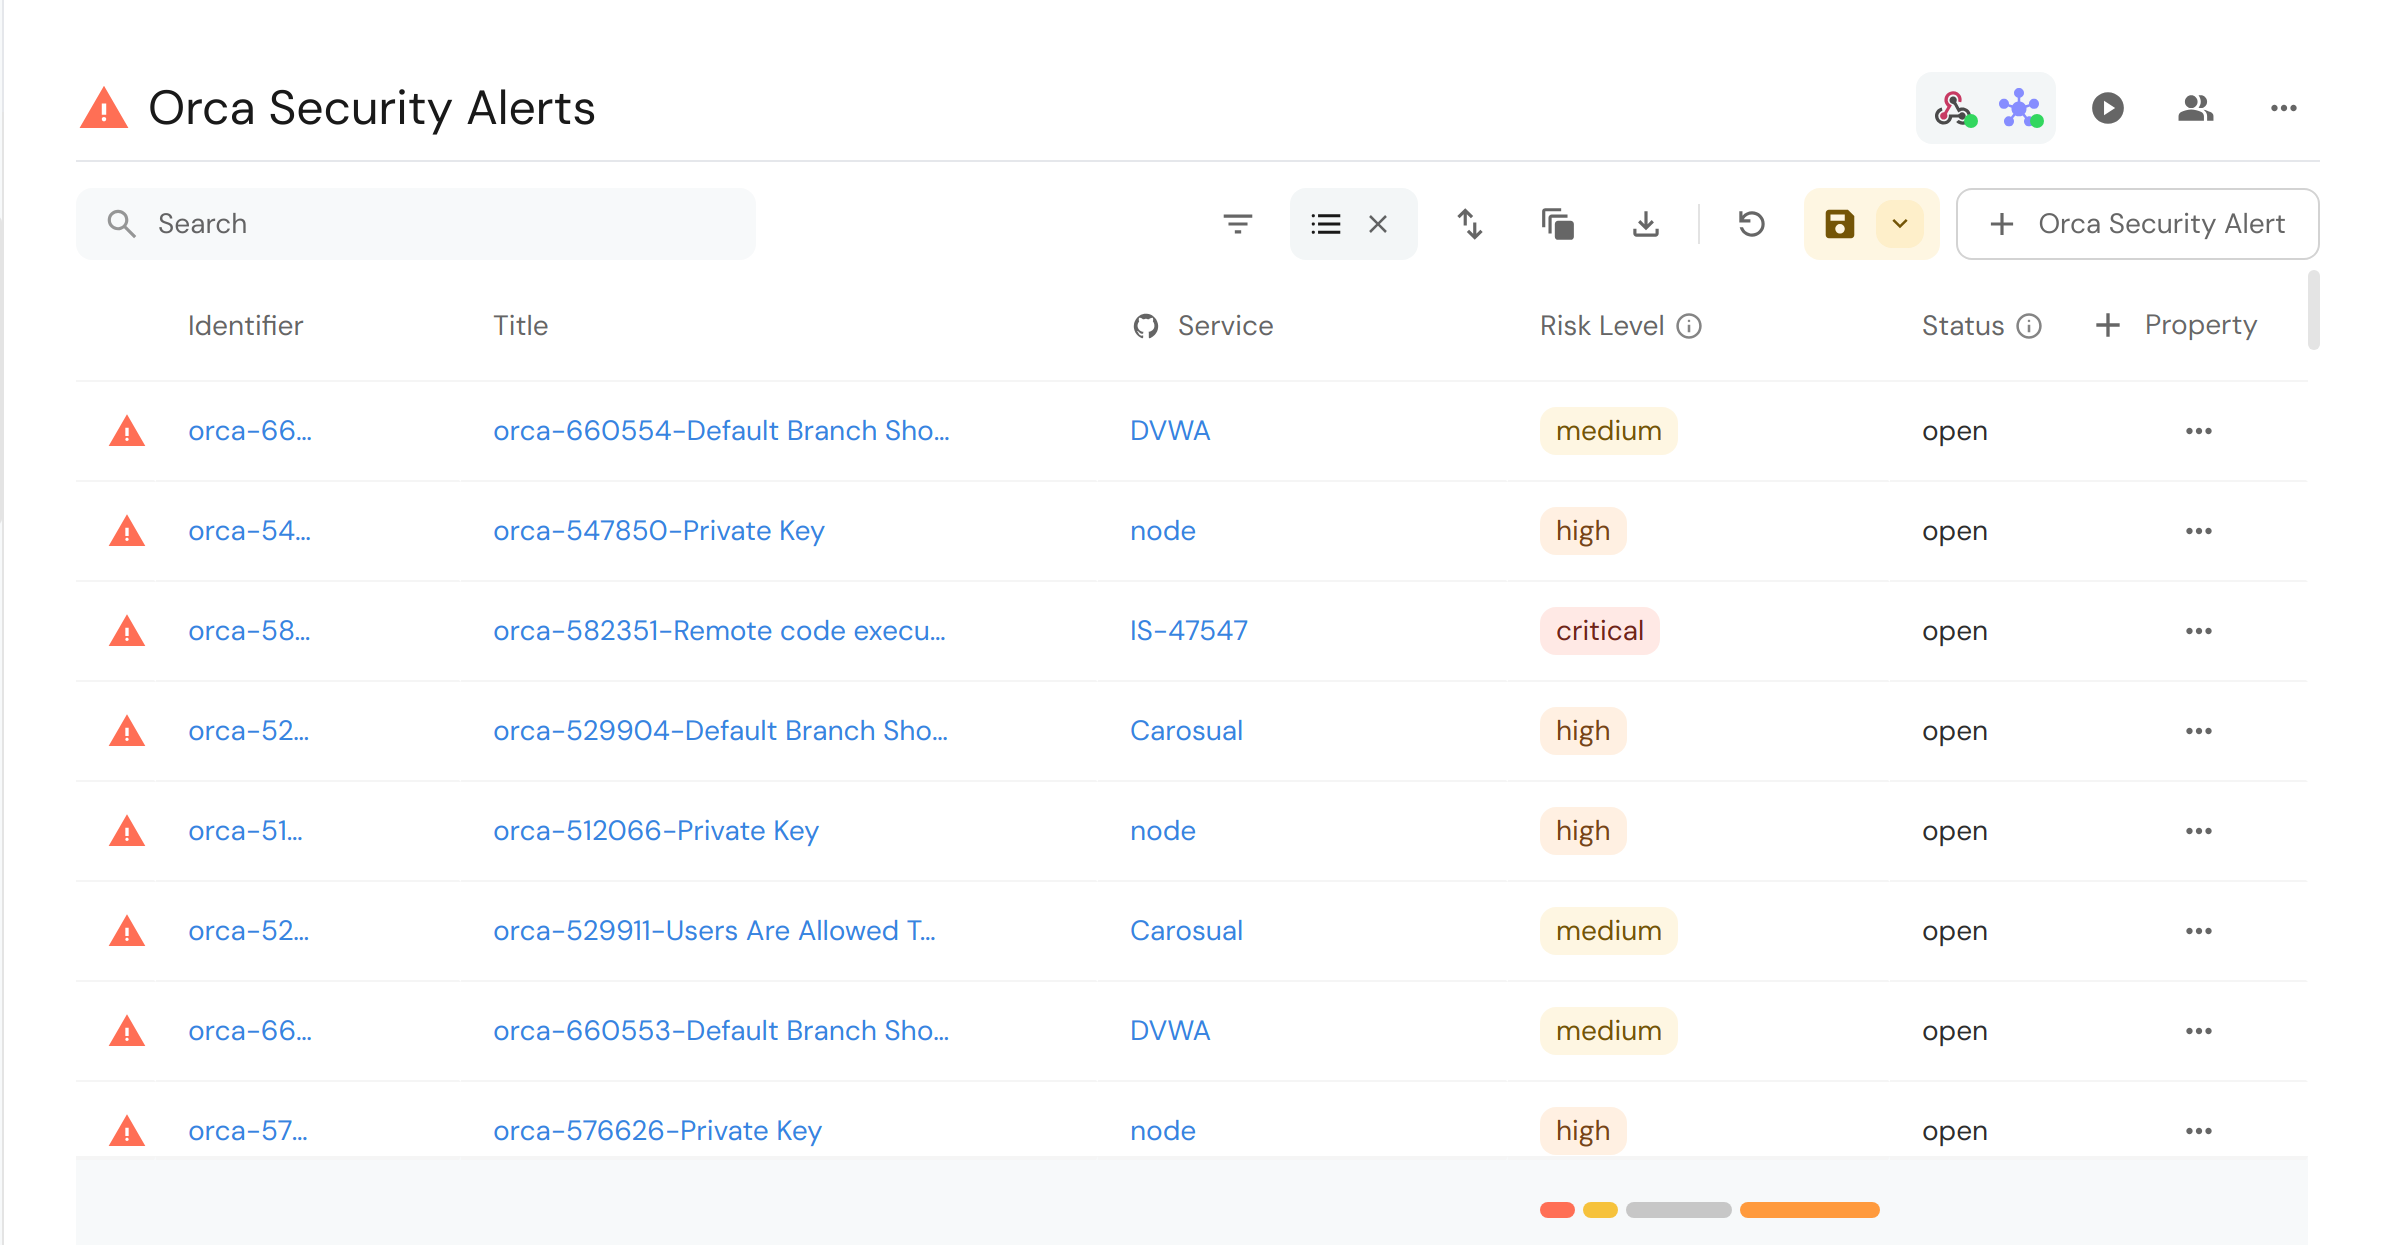 Orca Security Alerts
Search
Orca Security Alert
Identifier Title Service Risk Level Status Property
orca-66... orca-660554-Default Branch Sho... DVWA medium open
orca-54... orca-547850-Private Key node high open
orca-58... orca-582351-Remote code execu... IS-47547 critical open
orca-52... orca-529904-Default Branch Sho... Carosual high open
orca-51... orca-512066-Private Key node high open
orca-52... orca-529911-Users Are Allowed T... Carosual medium open
orca-66... orca-660553-Default Branch Sho... DVWA medium open
orca-57... orca-576626-Private Key node high open